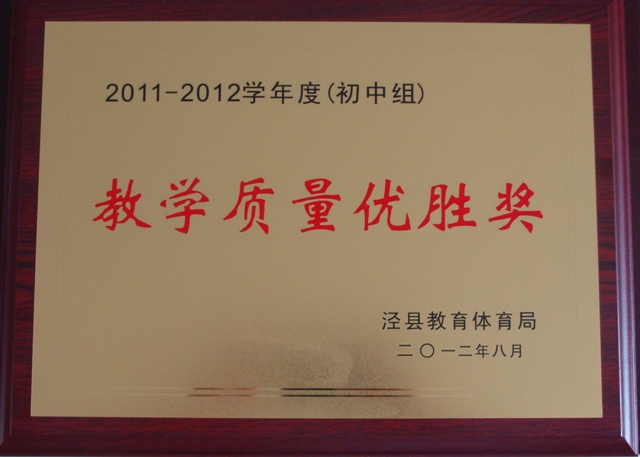 2011-2012学年度(初中组)
教学质量优胜奖
泾县教育体育局
二〇一二年八月